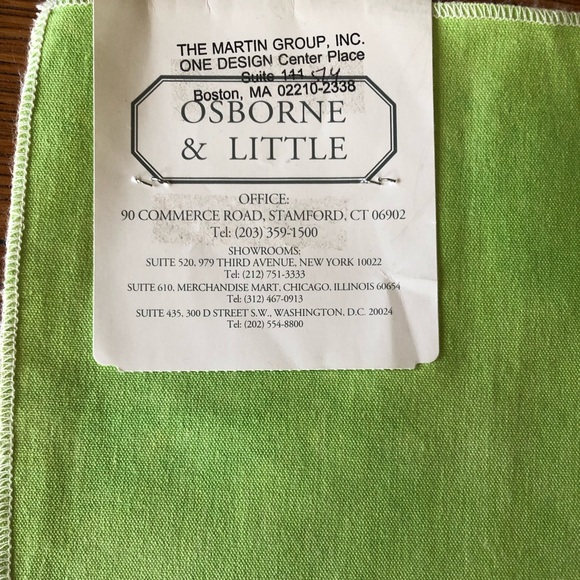 THE MARTIN GROUP, INC.
ONE DESIGN Center Place
Suite 111 514
Boston, MA 02210-2338
OSBORNE
& LITTLE
OFFICE:
90 COMMERCE ROAD, STAMFORD, CT 06902
Tel: (203) 359-1500
SHOWROOMS:
SUITE 520, 979 THIRD AVENUE, NEW YORK 10022
Tel: (212) 751-3333
SUITE 610, MERCHANDISE MART, CHICAGO, ILLINOIS 60654
Tel: (312) 467-0913
SUITE 435, 300 D STREET S.W., WASHINGTON, D.C. 20024
Tel: (202) 554-8800